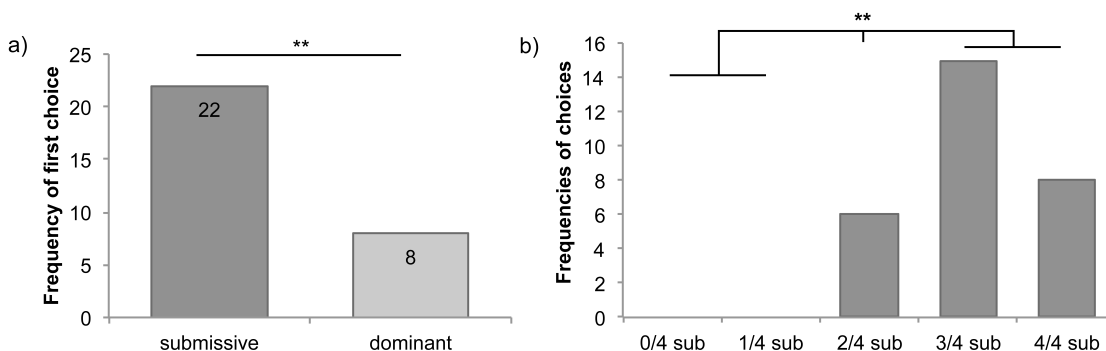 a)
**
Frequency of first choice
25
20
15
10
5
0
22
8
submissive
dominant
b)
**
Frequencies of choices
16
14
12
10
8
6
4
2
0
0/4 sub
1/4 sub
2/4 sub
3/4 sub
4/4 sub